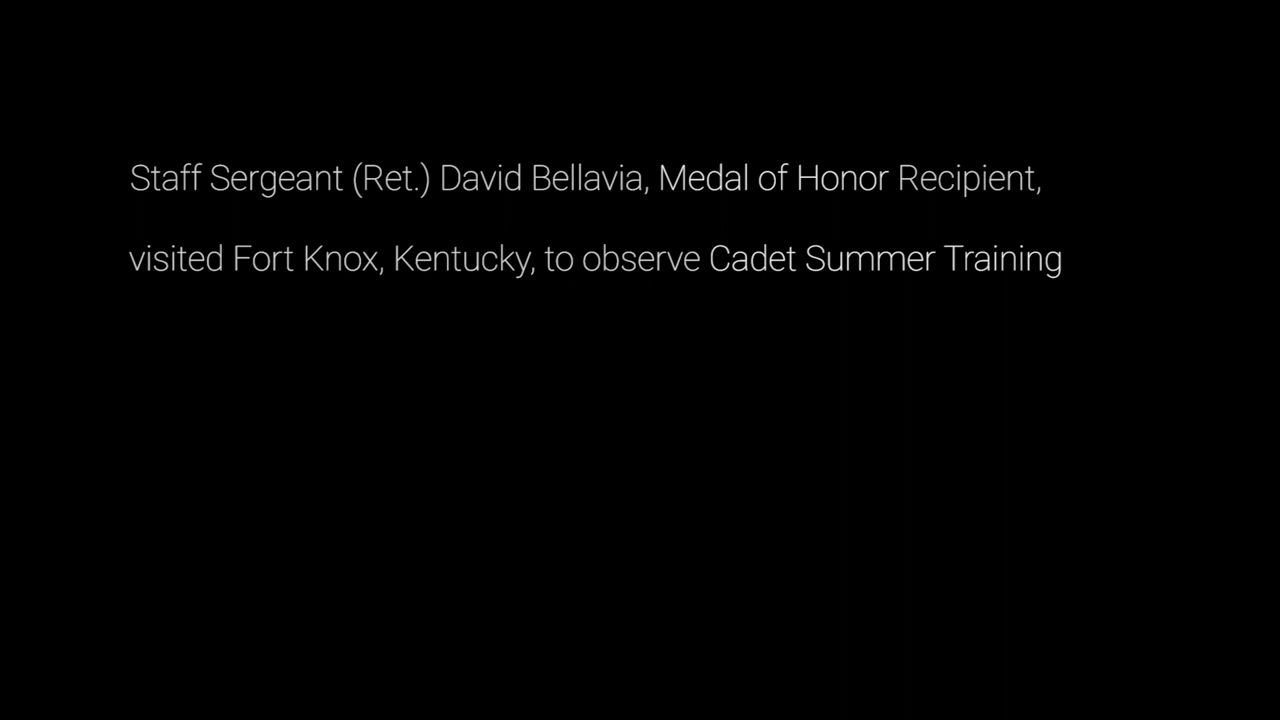 Staff Sergeant (Ret.) David Bellavia, Medal of Honor Recipient,
visited Fort Knox, Kentucky, to observe Cadet Summer Training